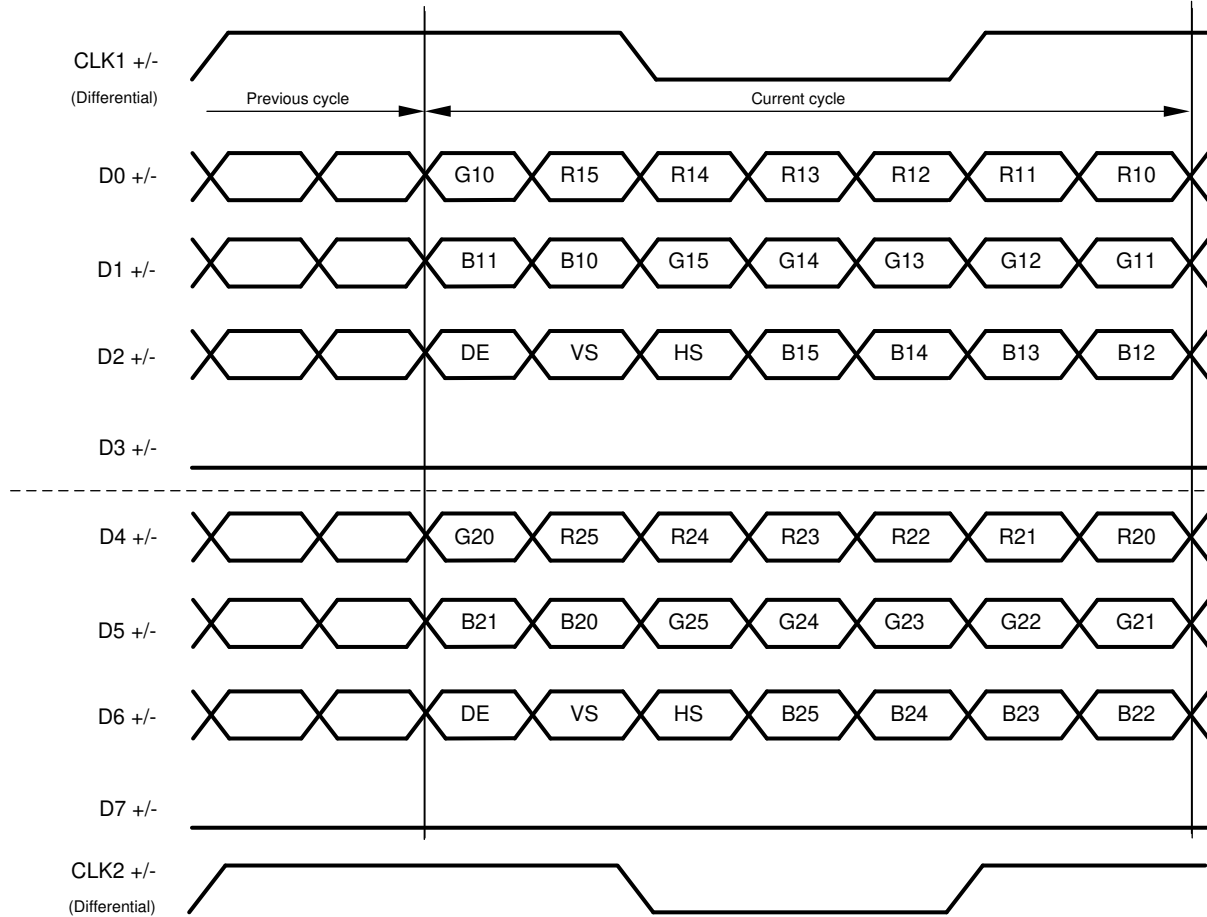 CLK1 +/-
(Differential)
Previous cycle
Current cycle
D0 +/- G10 R15 R14 R13 R12 R11 R10
D1 +/- B11 B10 G15 G14 G13 G12 G11
D2 +/- DE VS HS B15 B14 B13 B12
D3 +/-
D4 +/- G20 R25 R24 R23 R22 R21 R20
D5 +/- B21 B20 G25 G24 G23 G22 G21
D6 +/- DE VS HS B25 B24 B23 B22
D7 +/-
CLK2 +/-
(Differential)